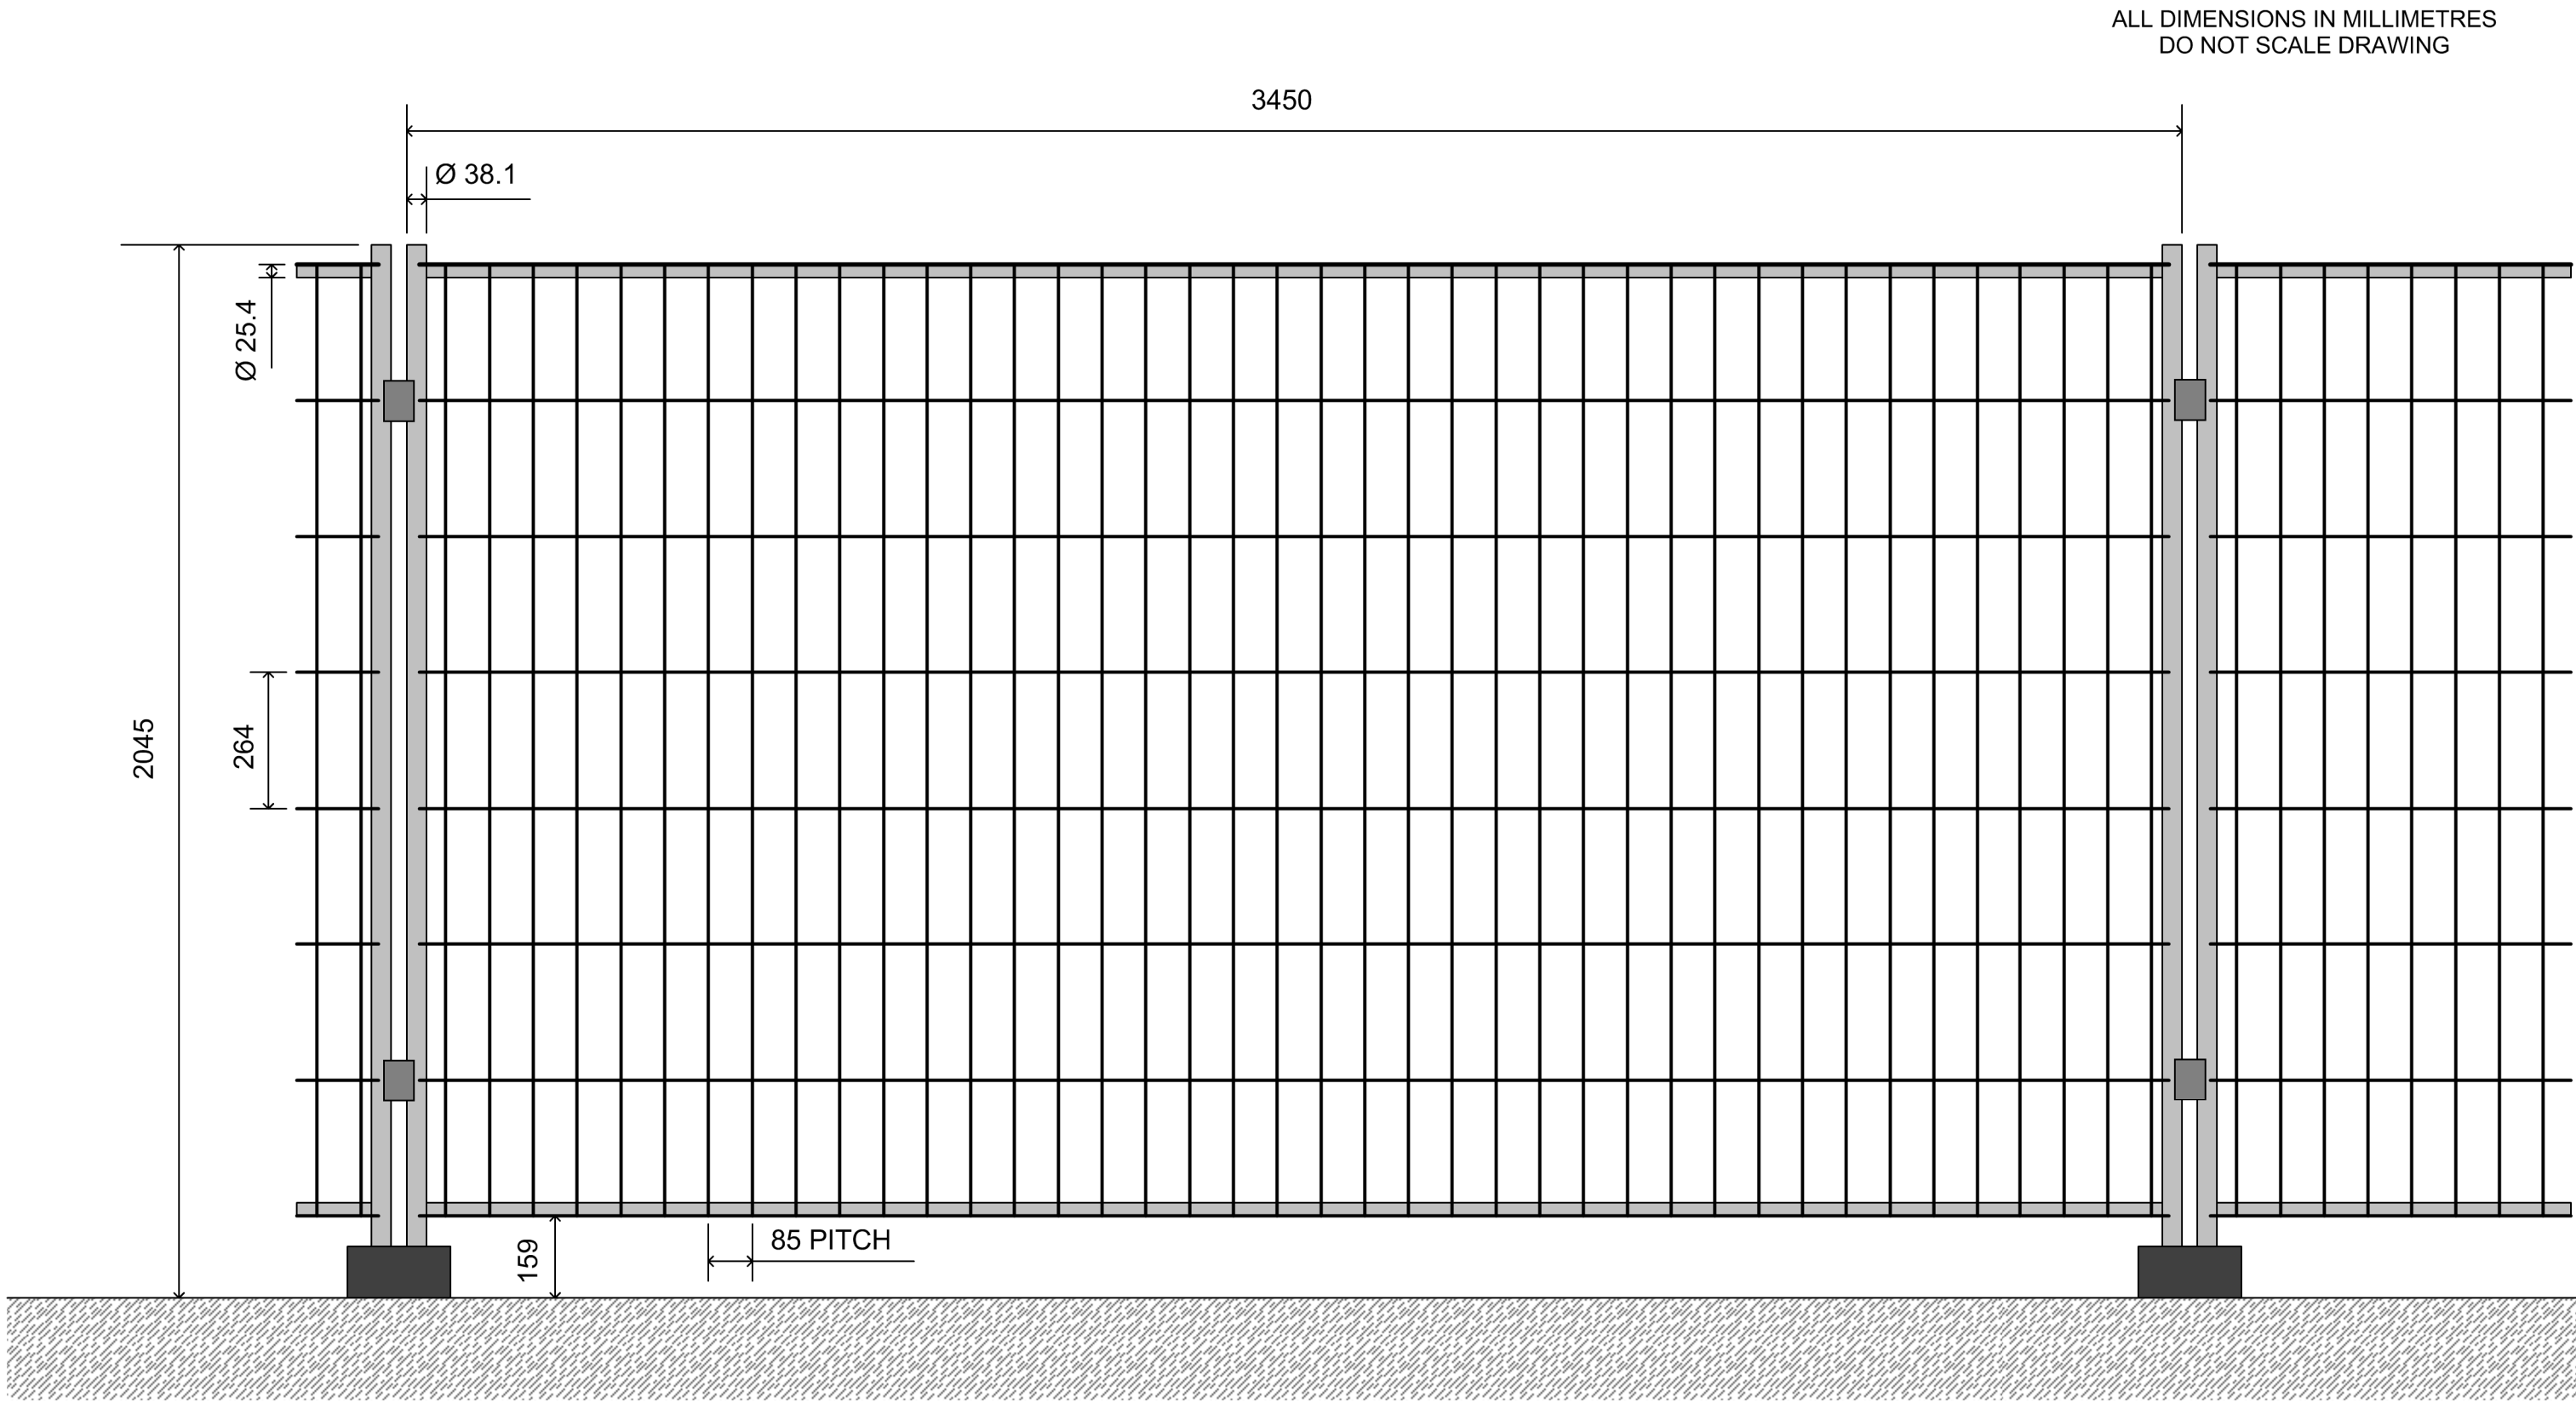 ALL DIMENSIONS IN MILLIMETRES
DO NOT SCALE DRAWING
3450
Ø 38.1
Ø 25.4
2045
264
159
85 PITCH